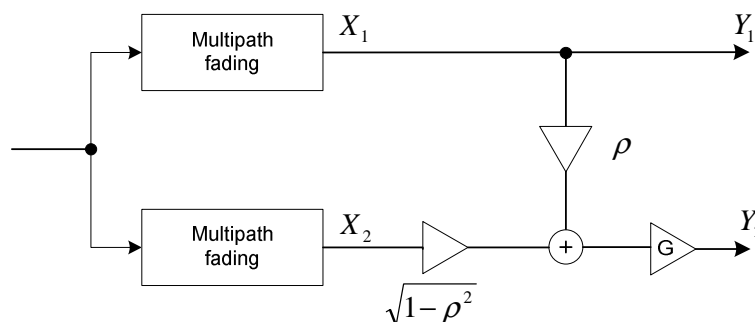 Multipath
fading
X₁
Y₁
ρ
Multipath
fading
X₂
√(1−ρ²)
+
G
Y